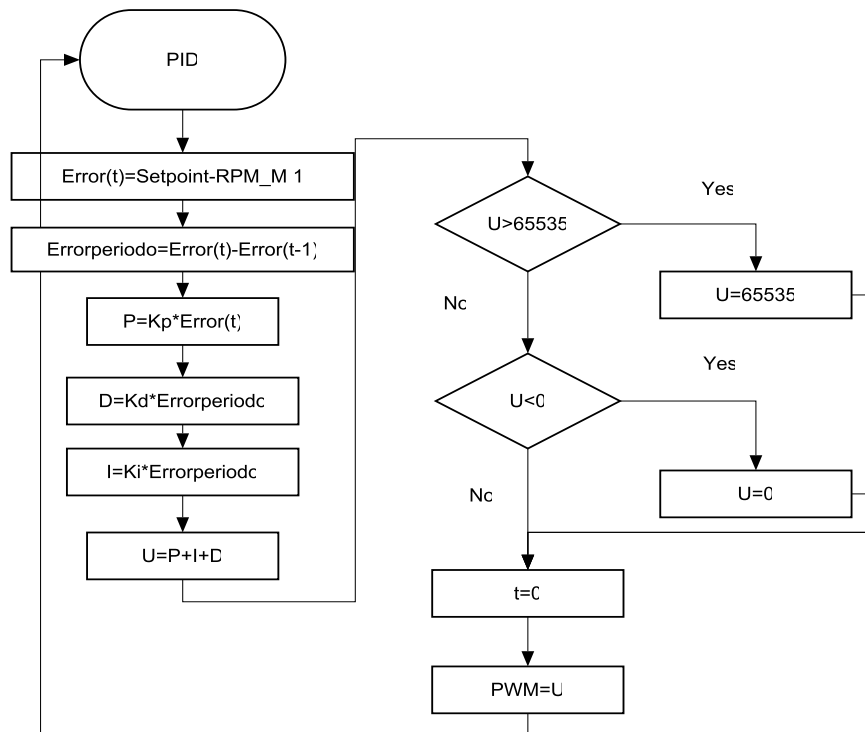 PID
Error(t)=Setpoint-RPM_M 1
Errorperiodo=Error(t)-Error(t-1)
P=Kp*Error(t)
D=Kd*Errorperiodo
I=Ki*Errorperiodo
U=P+I+D
U>65535
Yes
U=65535
No
U<0
Yes
U=0
No
t=0
PWM=U